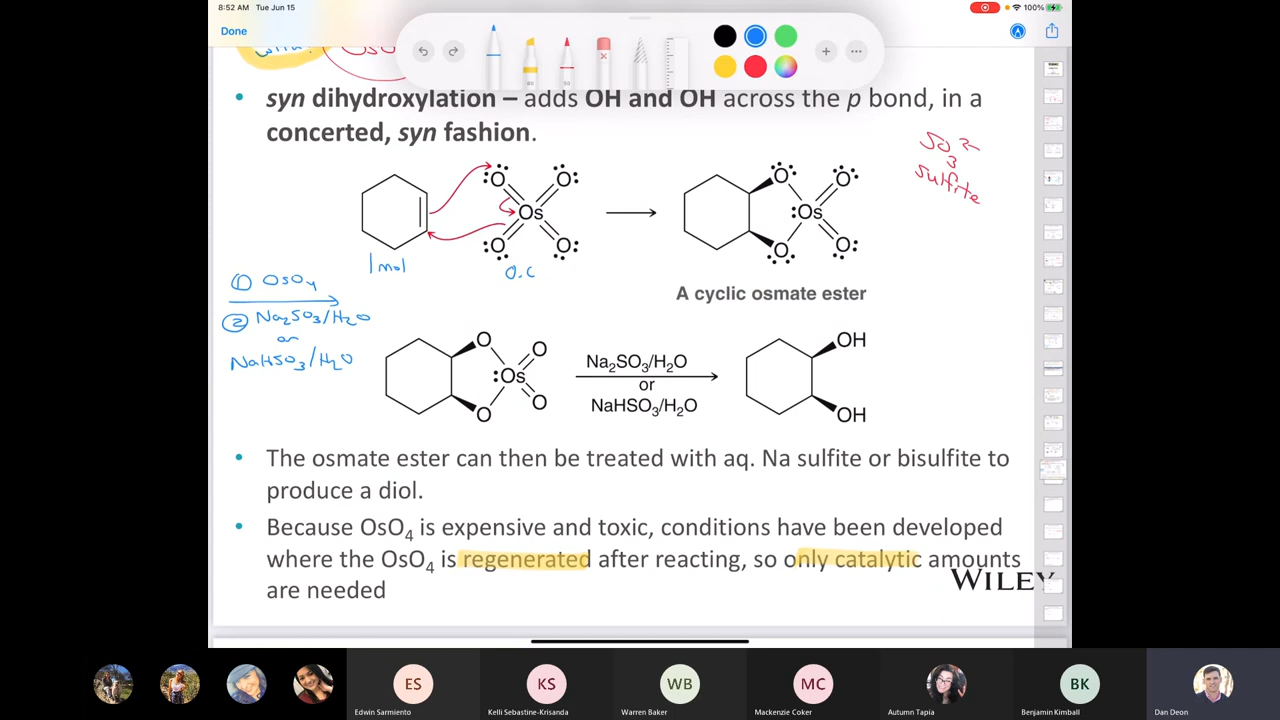 8:52 AM Tue Jun 15
100%
Done
syn dihydroxylation – adds OH and OH across the p bond, in a
concerted, syn fashion.
SO3 2-
sulfite
O O
Os
O O
O O
:Os
O O
1 mol
A cyclic osmate ester
① OsO4
② Na2SO3/H2O
or
NaHSO3/H2O
O O
:Os
O O
Na2SO3/H2O
or
NaHSO3/H2O
OH
OH
• The osmate ester can then be treated with aq. Na sulfite or bisulfite to
produce a diol.
• Because OsO4 is expensive and toxic, conditions have been developed
where the OsO4 is regenerated after reacting, so only catalytic amounts
are needed
WILEY
ES
KS
WB
MC
BK
Edwin Sarmiento
Kelli Sebastine-Krisanda
Warren Baker
Mackenzie Coker
Autumn Tapia
Benjamin Kimball
Dan Deon